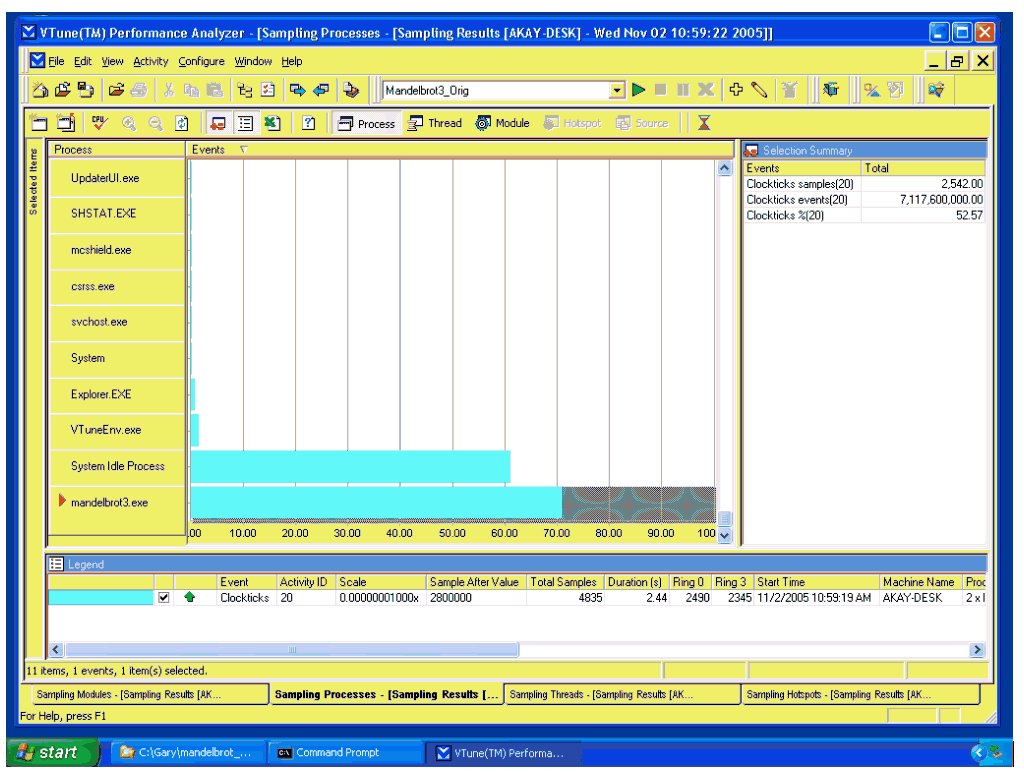 VTune(TM) Performance Analyzer - [Sampling Processes - [Sampling Results [AKAY-DESK] - Wed Nov 02 10:59:22 2005]]
File Edit View Activity Configure Window Help
Mandelbrot3_Orig
CPU Process Thread Module Hotspot Source
Selected Items
Process Events
UpdaterUI.exe
SHSTAT.EXE
mcshield.exe
csrss.exe
svchost.exe
System
Explorer.EXE
VTuneEnv.exe
System Idle Process
mandelbrot3.exe
.00 10.00 20.00 30.00 40.00 50.00 60.00 70.00 80.00 90.00 100
Selection Summary
Events Total
Clockticks samples(20) 2,542.00
Clockticks events(20) 7,117,600,000.00
Clockticks %(20) 52.57
Legend
Event Activity ID Scale Sample After Value Total Samples Duration (s) Ring 0 Ring 3 Start Time Machine Name Proc
Clockticks 20 0.00000001000x 2800000 4835 2.44 2490 2345 11/2/2005 10:59:19 AM AKAY-DESK 2 x I
11 items, 1 events, 1 item(s) selected.
Sampling Modules - [Sampling Results [AK... Sampling Processes - [Sampling Results [... Sampling Threads - [Sampling Results [AK... Sampling Hotspots - [Sampling Results [AK...
For Help, press F1
start C:\Gary\mandelbrot_... Command Prompt VTune(TM) Performa...